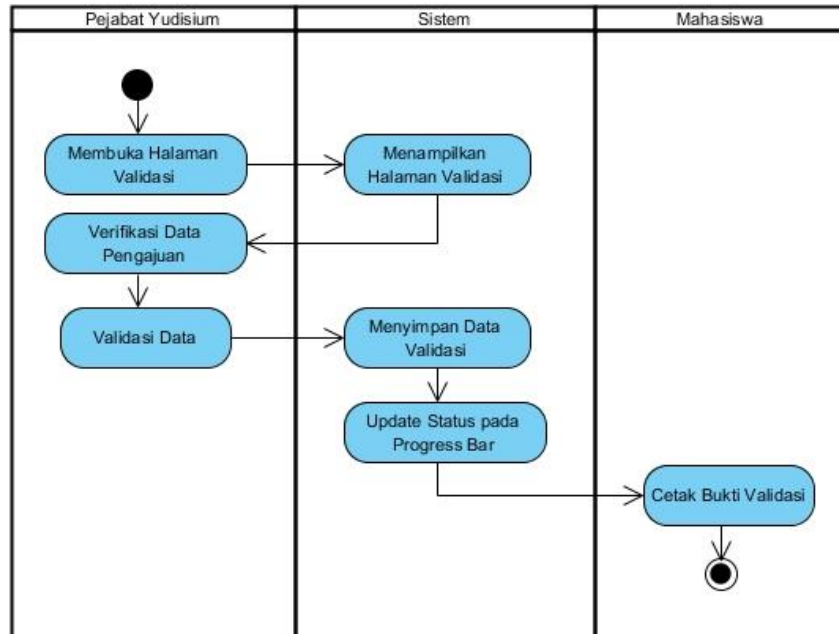 Pejabat Yudisium
Sistem
Mahasiswa
Membuka Halaman
Validasi
Menampilkan
Halaman Validasi
Verifikasi Data
Pengajuan
Validasi Data
Menyimpan Data
Validasi
Update Status pada
Progress Bar
Cetak Bukti Validasi